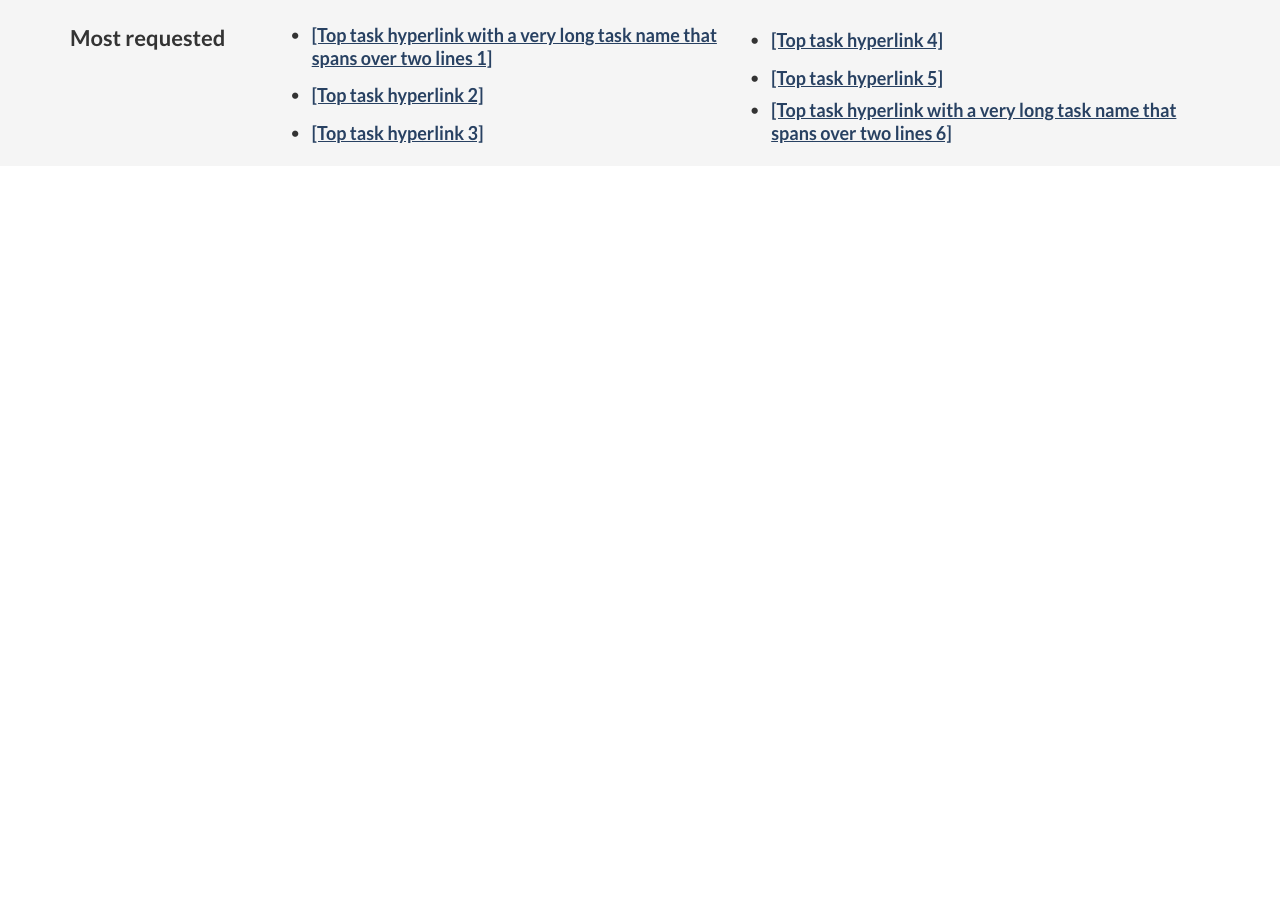 Most requested
[Top task hyperlink with a very long task name that
spans over two lines 1]
[Top task hyperlink 2]
[Top task hyperlink 3]
[Top task hyperlink 4]
[Top task hyperlink 5]
[Top task hyperlink with a very long task name that
spans over two lines 6]